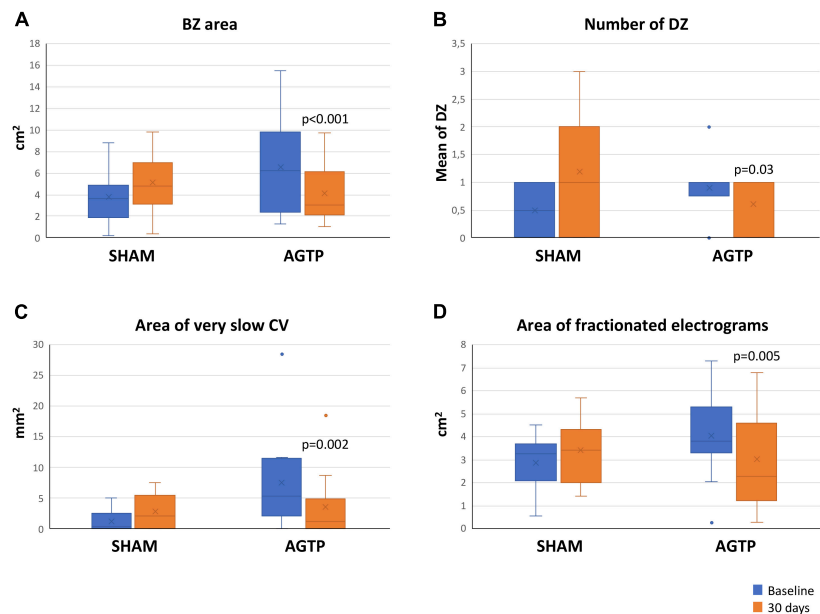 A
BZ area
18
16
14
12
10
8
6
4
2
0
cm²
p<0.001
SHAM
AGTP
B
Number of DZ
3,5
3
2,5
2
1,5
1
0,5
0
Mean of DZ
p=0.03
SHAM
AGTP
C
Area of very slow CV
30
25
20
15
10
5
0
mm²
p=0.002
SHAM
AGTP
D
Area of fractionated electrograms
8
7
6
5
4
3
2
1
0
cm²
p=0.005
SHAM
AGTP
Baseline
30 days